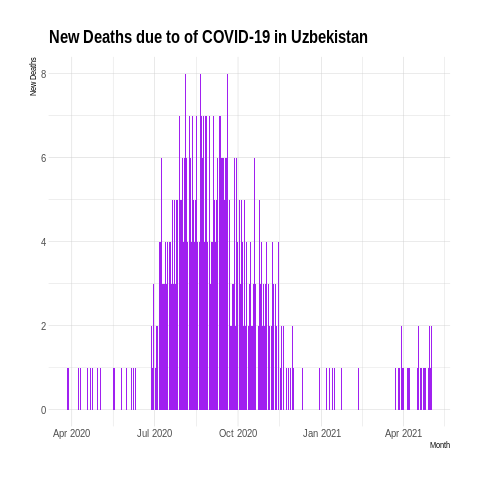 New Deaths due to of COVID-19 in Uzbekistan
New Deaths
8
6
4
2
0
Apr 2020 Jul 2020 Oct 2020 Jan 2021 Apr 2021
Month